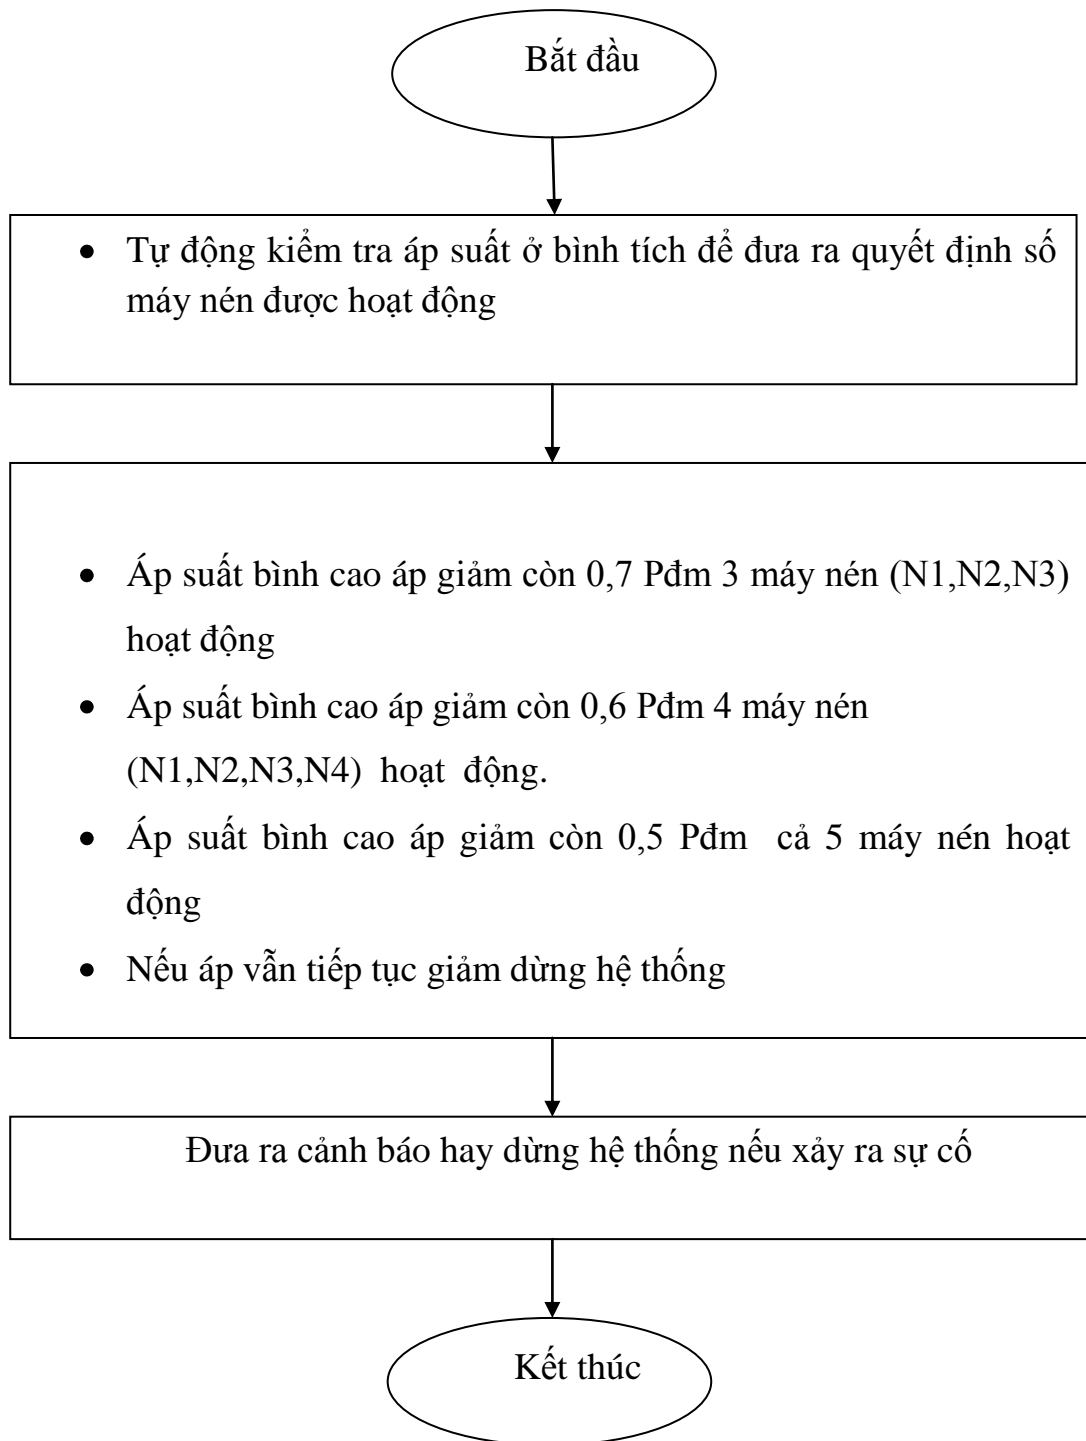 Bắt đầu
• Tự động kiểm tra áp suất ở bình tích để đưa ra quyết định số
máy nén được hoạt động
• Áp suất bình cao áp giảm còn 0,7 Pđm 3 máy nén (N1,N2,N3)
hoạt động
• Áp suất bình cao áp giảm còn 0,6 Pđm 4 máy nén
(N1,N2,N3,N4) hoạt động.
• Áp suất bình cao áp giảm còn 0,5 Pđm cả 5 máy nén hoạt
động
• Nếu áp vẫn tiếp tục giảm dừng hệ thống
Đưa ra cảnh báo hay dừng hệ thống nếu xảy ra sự cố
Kết thúc